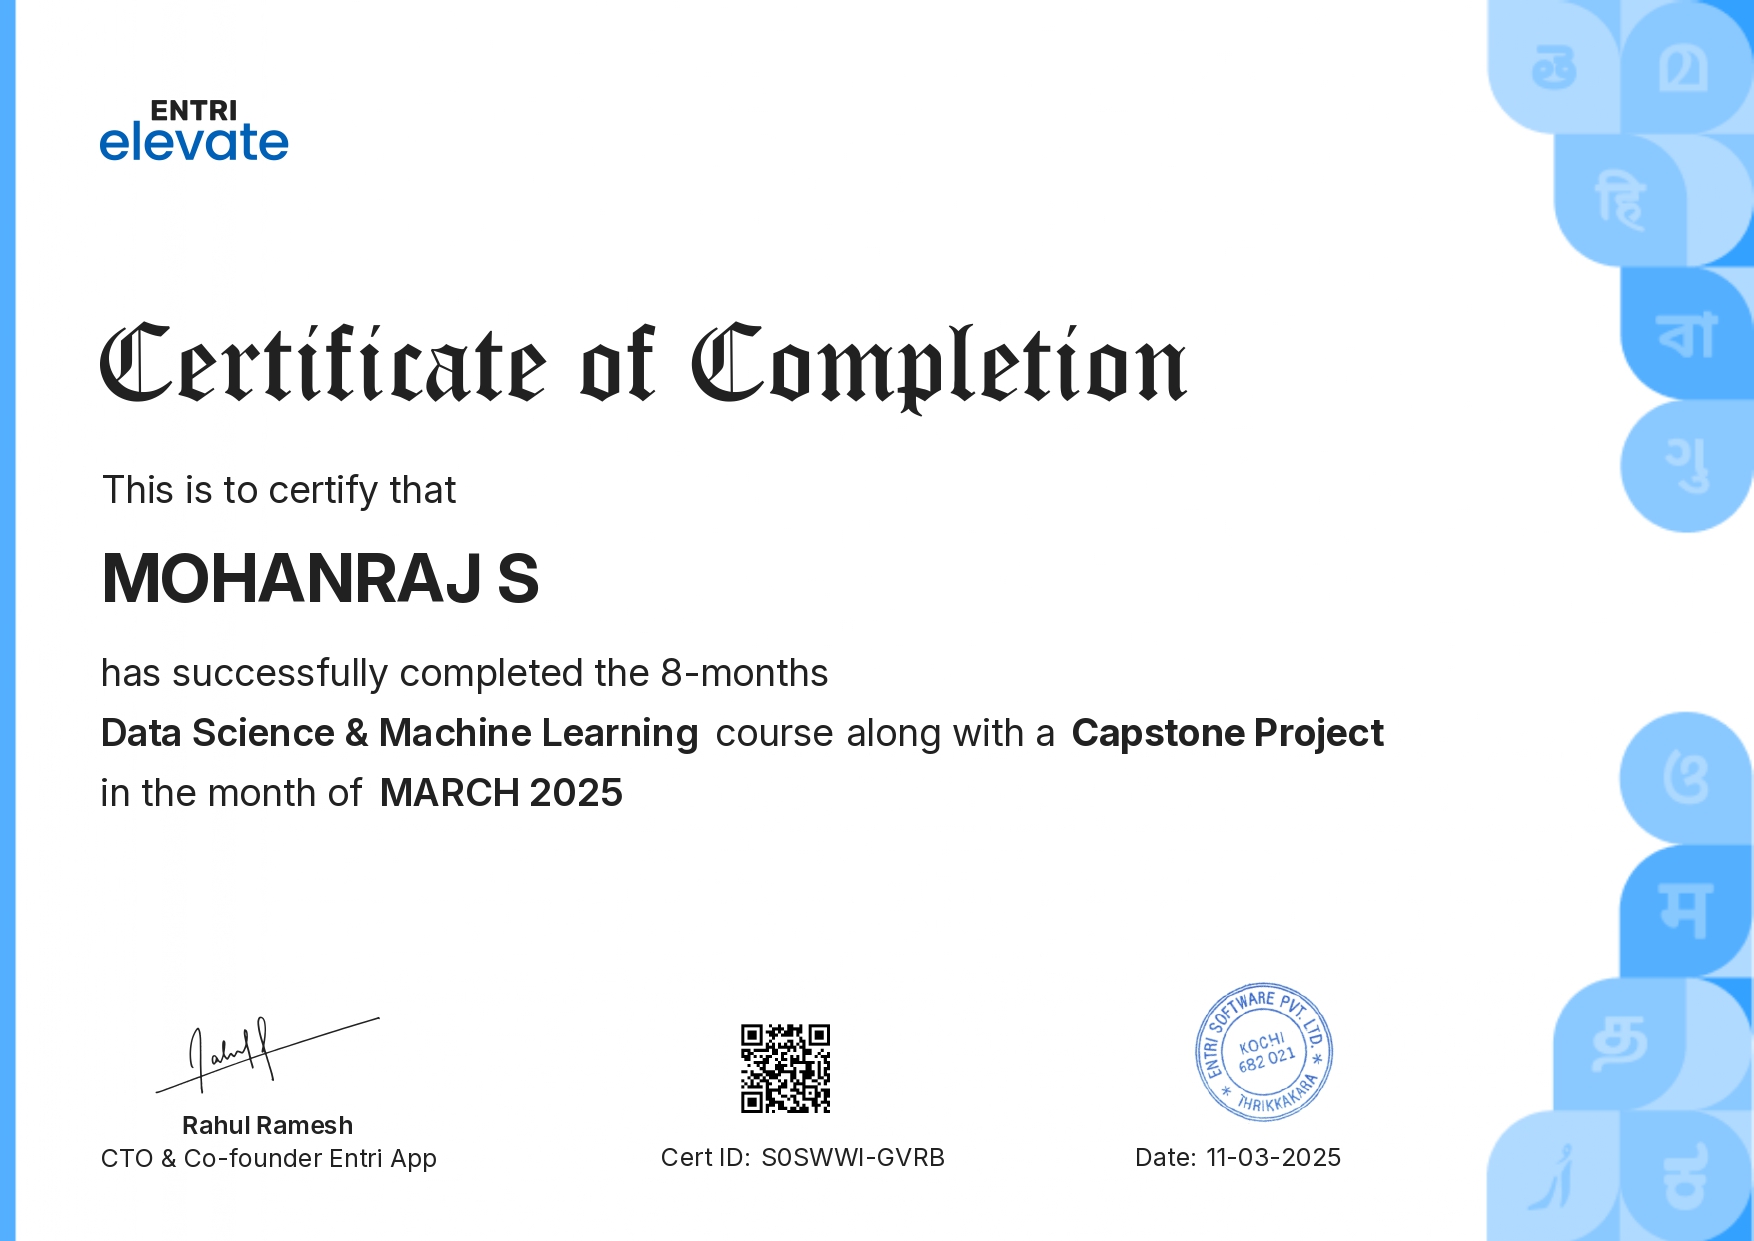 ENTRI
elevate
Certificate of Completion
This is to certify that
MOHANRAJ S
has successfully completed the 8-months
Data Science & Machine Learning course along with a Capstone Project
in the month of MARCH 2025
Rahul Ramesh
CTO & Co-founder Entri App
Cert ID: S0SWWI-GVRB
ENTRI SOFTWARE PVT. LTD.
KOCHI
682 021
* THRIKKAKARA *
Date: 11-03-2025
മ
हि
বা
ગુ
ଓ
म
த